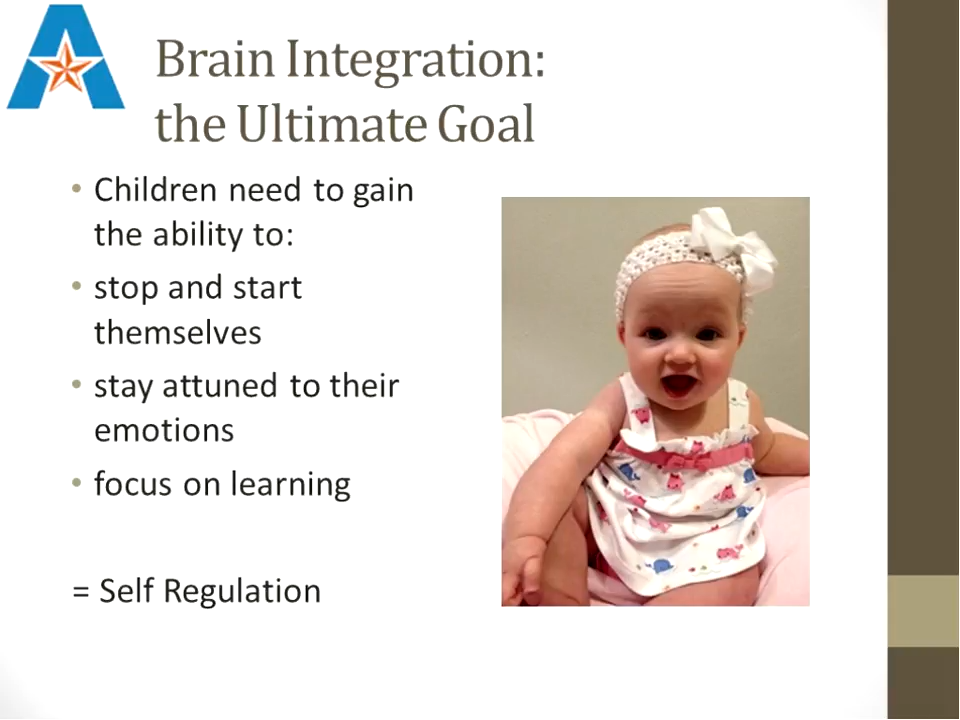 Brain Integration:
the Ultimate Goal
• Children need to gain
the ability to:
• stop and start
themselves
• stay attuned to their
emotions
• focus on learning
= Self Regulation